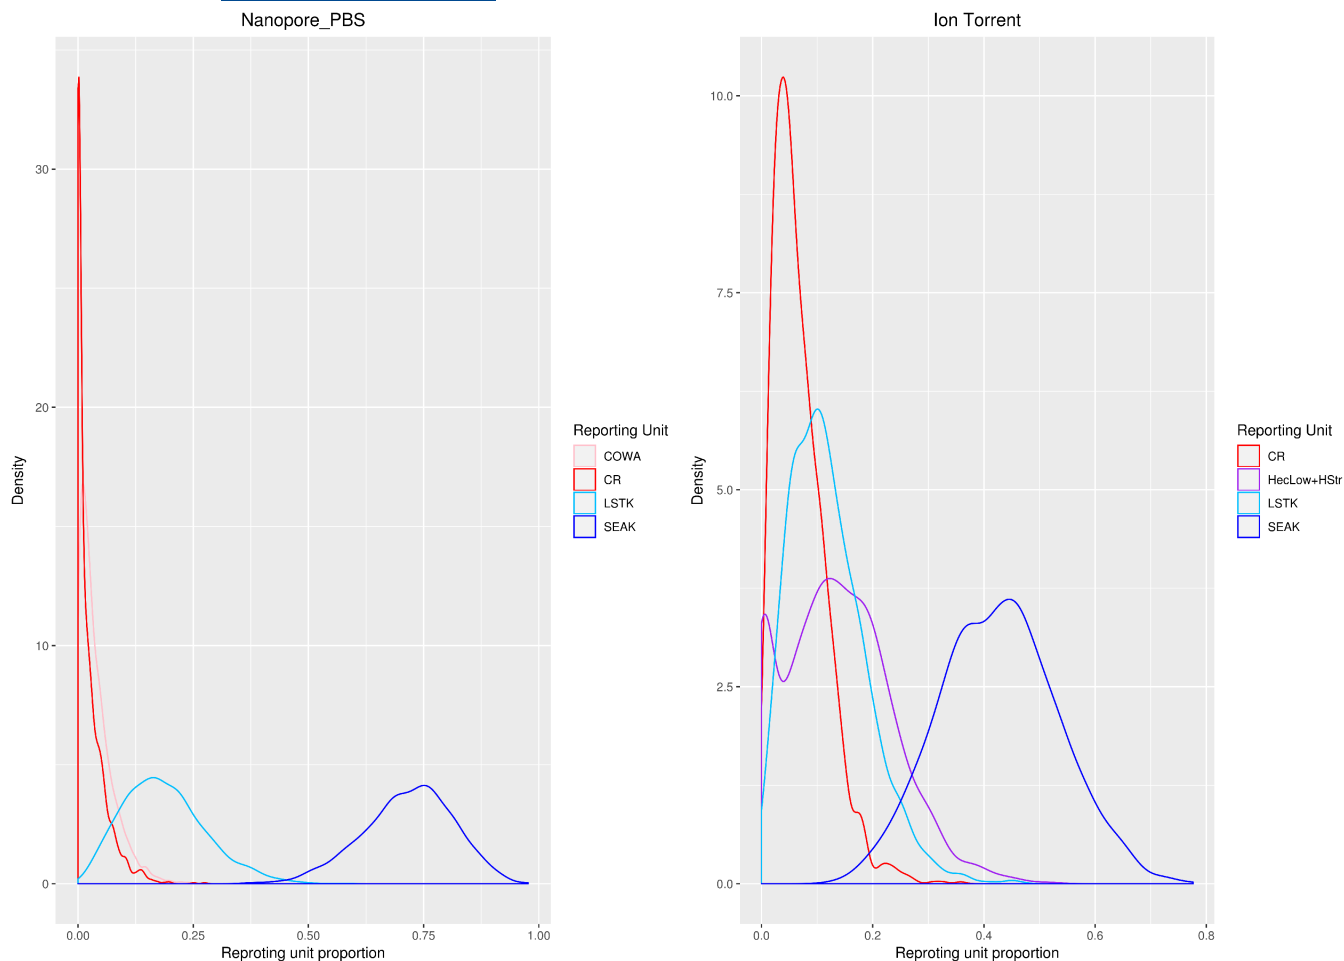 Nanopore_PBS
Density
30
20
10
0
0.00
0.25
0.50
0.75
1.00
Reproting unit proportion
Reporting Unit
COWA
CR
LSTK
SEAK
Ion Torrent
Density
10.0
7.5
5.0
2.5
0.0
0.0
0.2
0.4
0.6
0.8
Reproting unit proportion
Reporting Unit
CR
HecLow+HStr
LSTK
SEAK